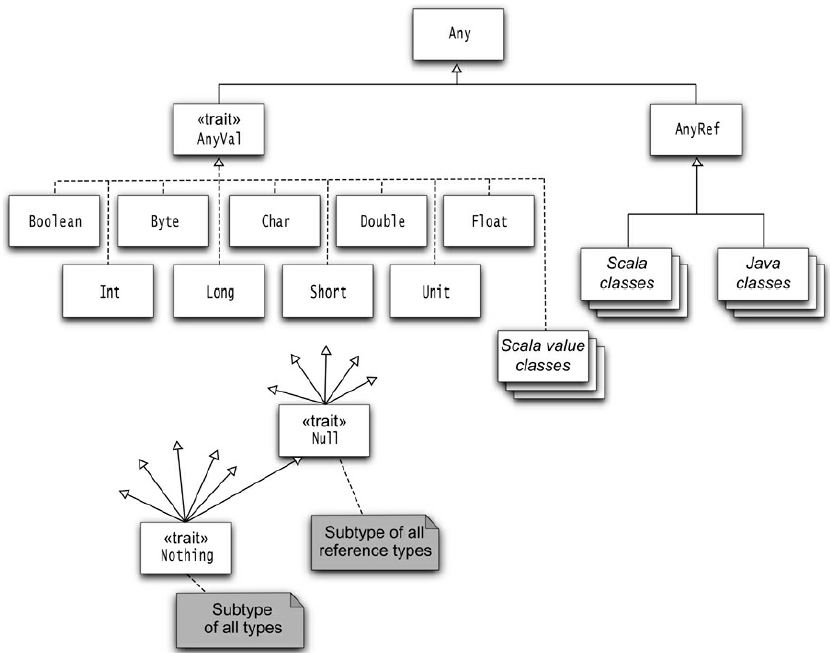 Any
«trait»
AnyVal
AnyRef
Boolean
Byte
Char
Double
Float
Int
Long
Short
Unit
Scala
classes
Java
classes
Scala value
classes
«trait»
Null
«trait»
Nothing
Subtype of all
reference types
Subtype
of all types